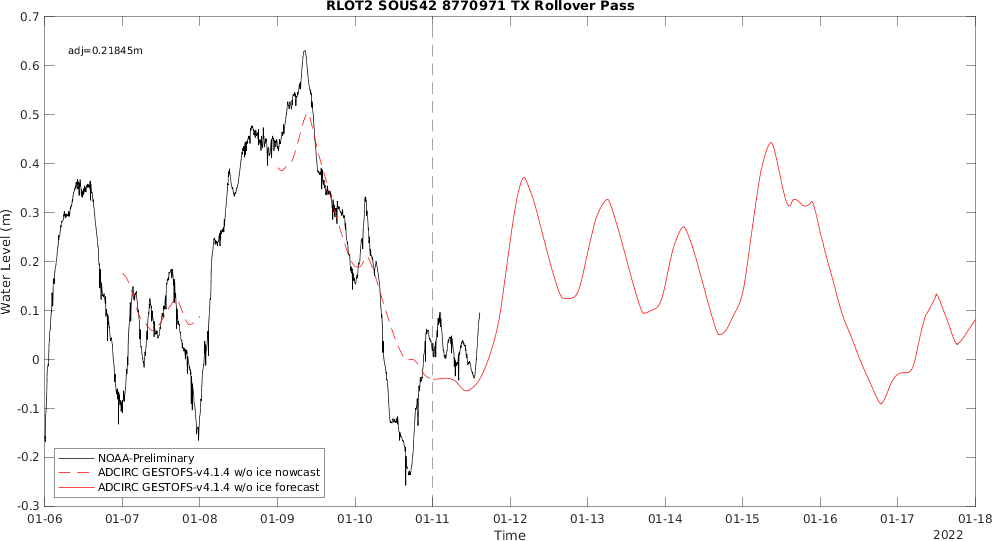 RLOT2 SOUS42 8770971 TX Rollover Pass
adj=0.21845m
Water Level (m)
0.7
0.6
0.5
0.4
0.3
0.2
0.1
0
-0.1
-0.2
-0.3
NOAA-Preliminary
ADCIRC GESTOFS-v4.1.4 w/o ice nowcast
ADCIRC GESTOFS-v4.1.4 w/o ice forecast
01-06 01-07 01-08 01-09 01-10 01-11 01-12 01-13 01-14 01-15 01-16 01-17 01-18
Time
2022